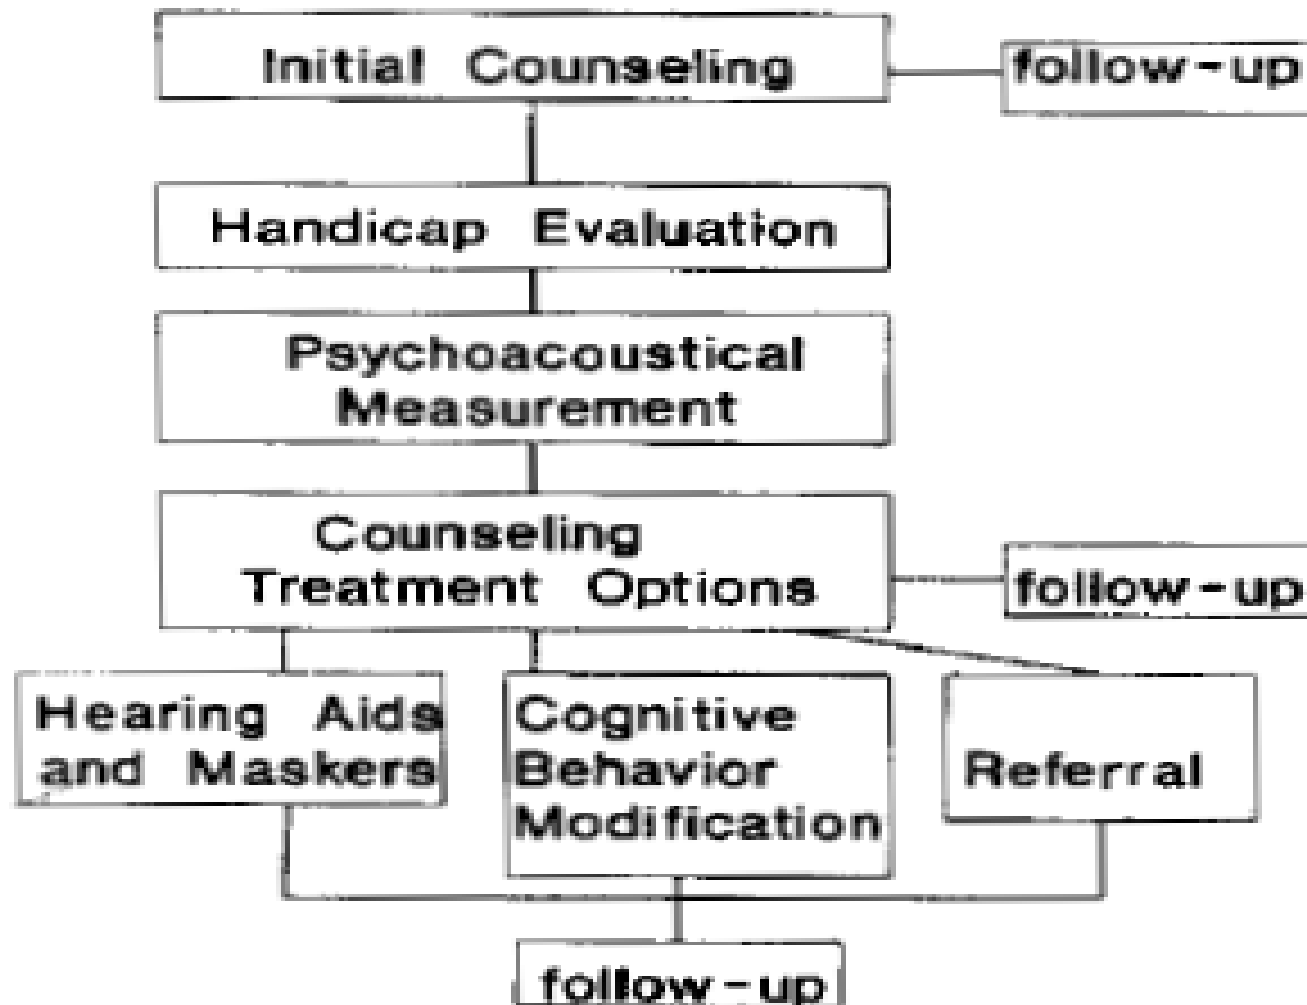 Initial Counseling
follow-up
Handicap Evaluation
Psychoacoustical
Measurement
Counseling
Treatment Options
follow-up
Hearing Aids
and Maskers
Cognitive
Behavior
Modification
Referral
follow-up